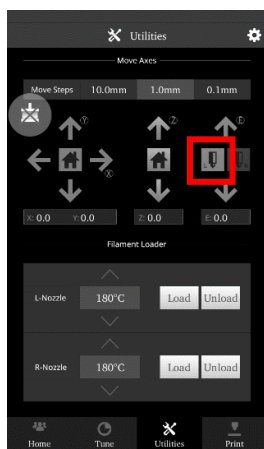 Utilities
Move Axes
Move Steps 10.0mm 1.0mm 0.1mm
Y Z E
L R
X
X: 0.0 Y: 0.0 Z: 0.0 E: 0.0
Filament Loader
L-Nozzle 180°C Load Unload
R-Nozzle 180°C Load Unload
Home Tune Utilities Print